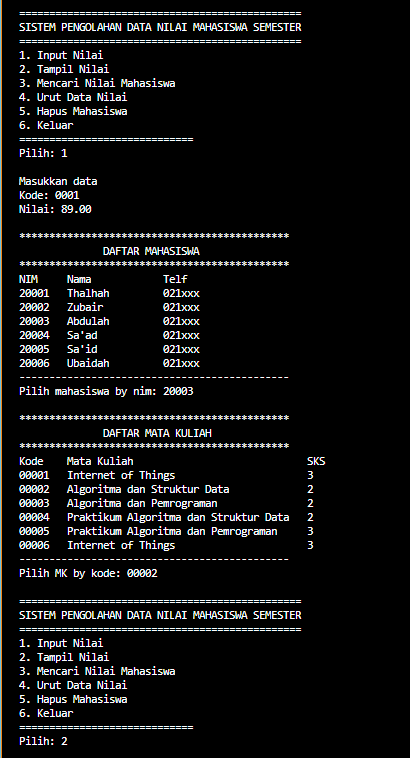 ===============================================
SISTEM PENGOLAHAN DATA NILAI MAHASISWA SEMESTER
===============================================
1. Input Nilai
2. Tampil Nilai
3. Mencari Nilai Mahasiswa
4. Urut Data Nilai
5. Hapus Mahasiswa
6. Keluar
=============================
Pilih: 1
Masukkan data
Kode: 0001
Nilai: 89.00
*********************************************
DAFTAR MAHASISWA
*********************************************
NIM Nama Telf
20001 Thalhah 021xxx
20002 Zubair 021xxx
20003 Abdulah 021xxx
20004 Sa'ad 021xxx
20005 Sa'id 021xxx
20006 Ubaidah 021xxx
---------------------------------------------
Pilih mahasiswa by nim: 20003
*********************************************
DAFTAR MATA KULIAH
*********************************************
Kode Mata Kuliah SKS
00001 Internet of Things 3
00002 Algoritma dan Struktur Data 2
00003 Algoritma dan Pemrograman 2
00004 Praktikum Algoritma dan Struktur Data 2
00005 Praktikum Algoritma dan Pemrograman 3
00006 Internet of Things 3
---------------------------------------------
Pilih MK by kode: 00002
===============================================
SISTEM PENGOLAHAN DATA NILAI MAHASISWA SEMESTER
===============================================
1. Input Nilai
2. Tampil Nilai
3. Mencari Nilai Mahasiswa
4. Urut Data Nilai
5. Hapus Mahasiswa
6. Keluar
=============================
Pilih: 2